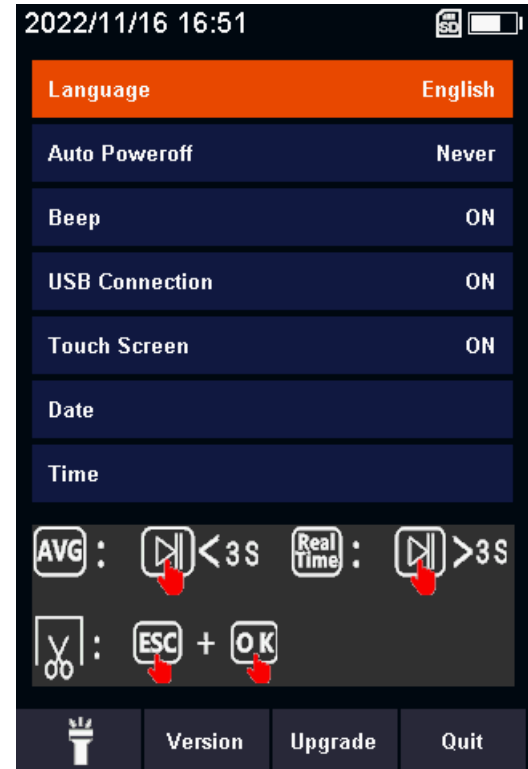 2022/11/16 16:51 SD
Language English
Auto Poweroff Never
Beep ON
USB Connection ON
Touch Screen ON
Date
Time
AVG : < 3S Real Time : >3S
: ESC + OK
Version Upgrade Quit